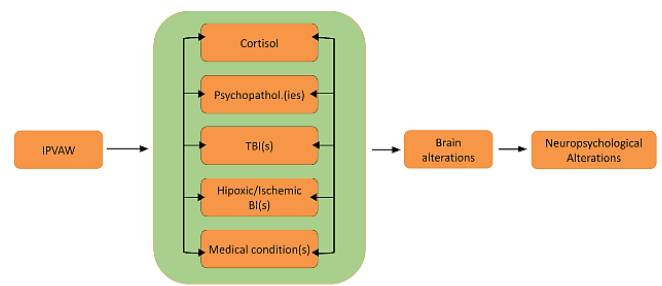 Cortisol
Psychopathol.(ies)
IPVAW
TBI(s)
Brain
alterations
Neuropsychological
Alterations
Hipoxic/Ischemic
BI(s)
Medical condition(s)